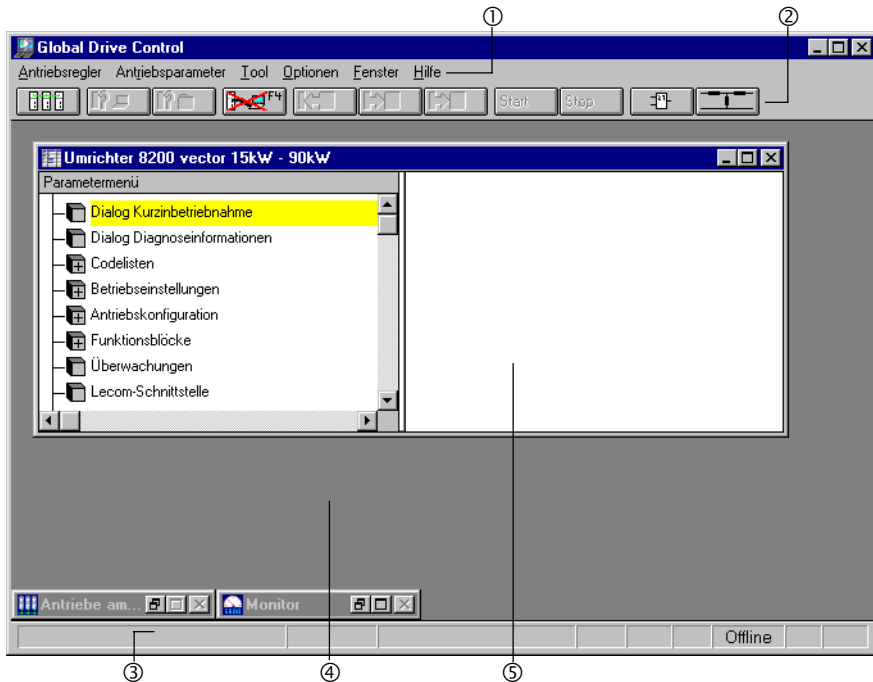 ① ②
Global Drive Control
Antriebsregler Antriebsparameter Tool Optionen Fenster Hilfe
F4 Start Stop
Umrichter 8200 vector 15kW - 90kW
Parametermenü
Dialog Kurzinbetriebnahme
Dialog Diagnoseinformationen
Codelisten
Betriebseinstellungen
Antriebskonfiguration
Funktionsblöcke
Überwachungen
Lecom-Schnittstelle
Antriebe am... Monitor
Offline
③ ④ ⑤